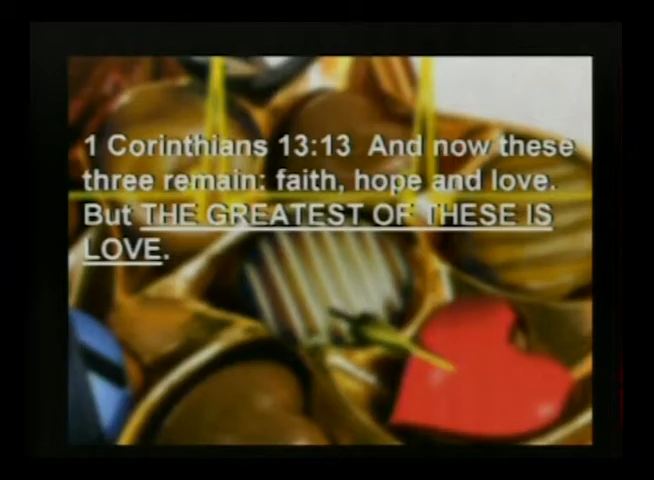 1 Corinthians 13:13 And now these
three remain: faith, hope and love.
But THE GREATEST OF THESE IS
LOVE.